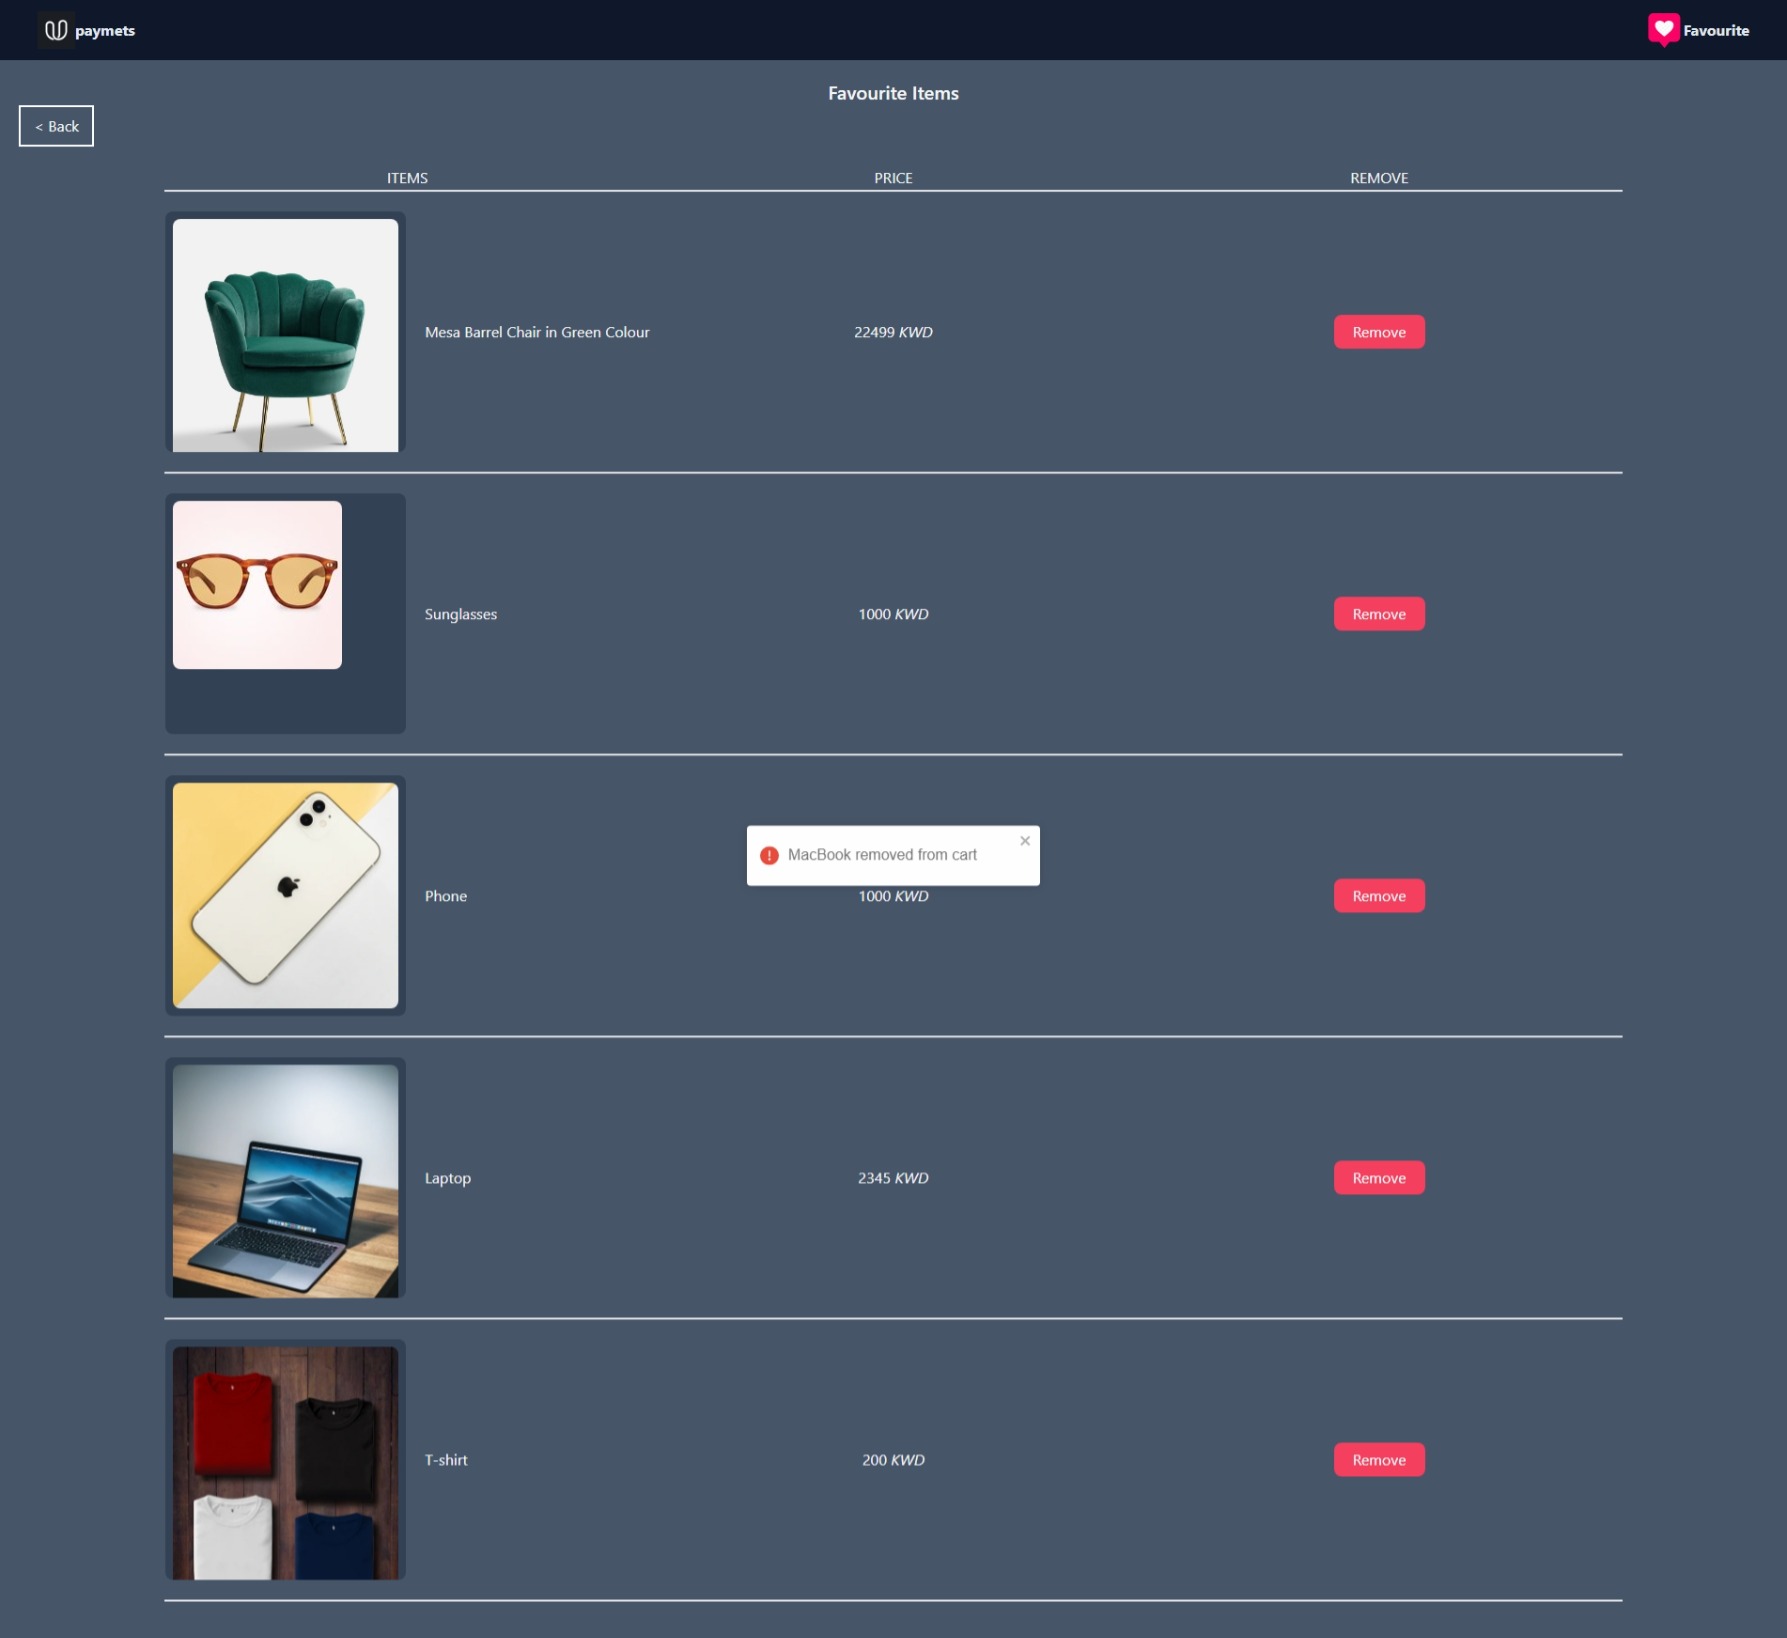 paymets
Favourite
Favourite Items
< Back
ITEMS PRICE REMOVE
Mesa Barrel Chair in Green Colour 22499 KWD Remove
Sunglasses 1000 KWD Remove
MacBook removed from cart
Phone 1000 KWD Remove
Laptop 2345 KWD Remove
T-shirt 200 KWD Remove